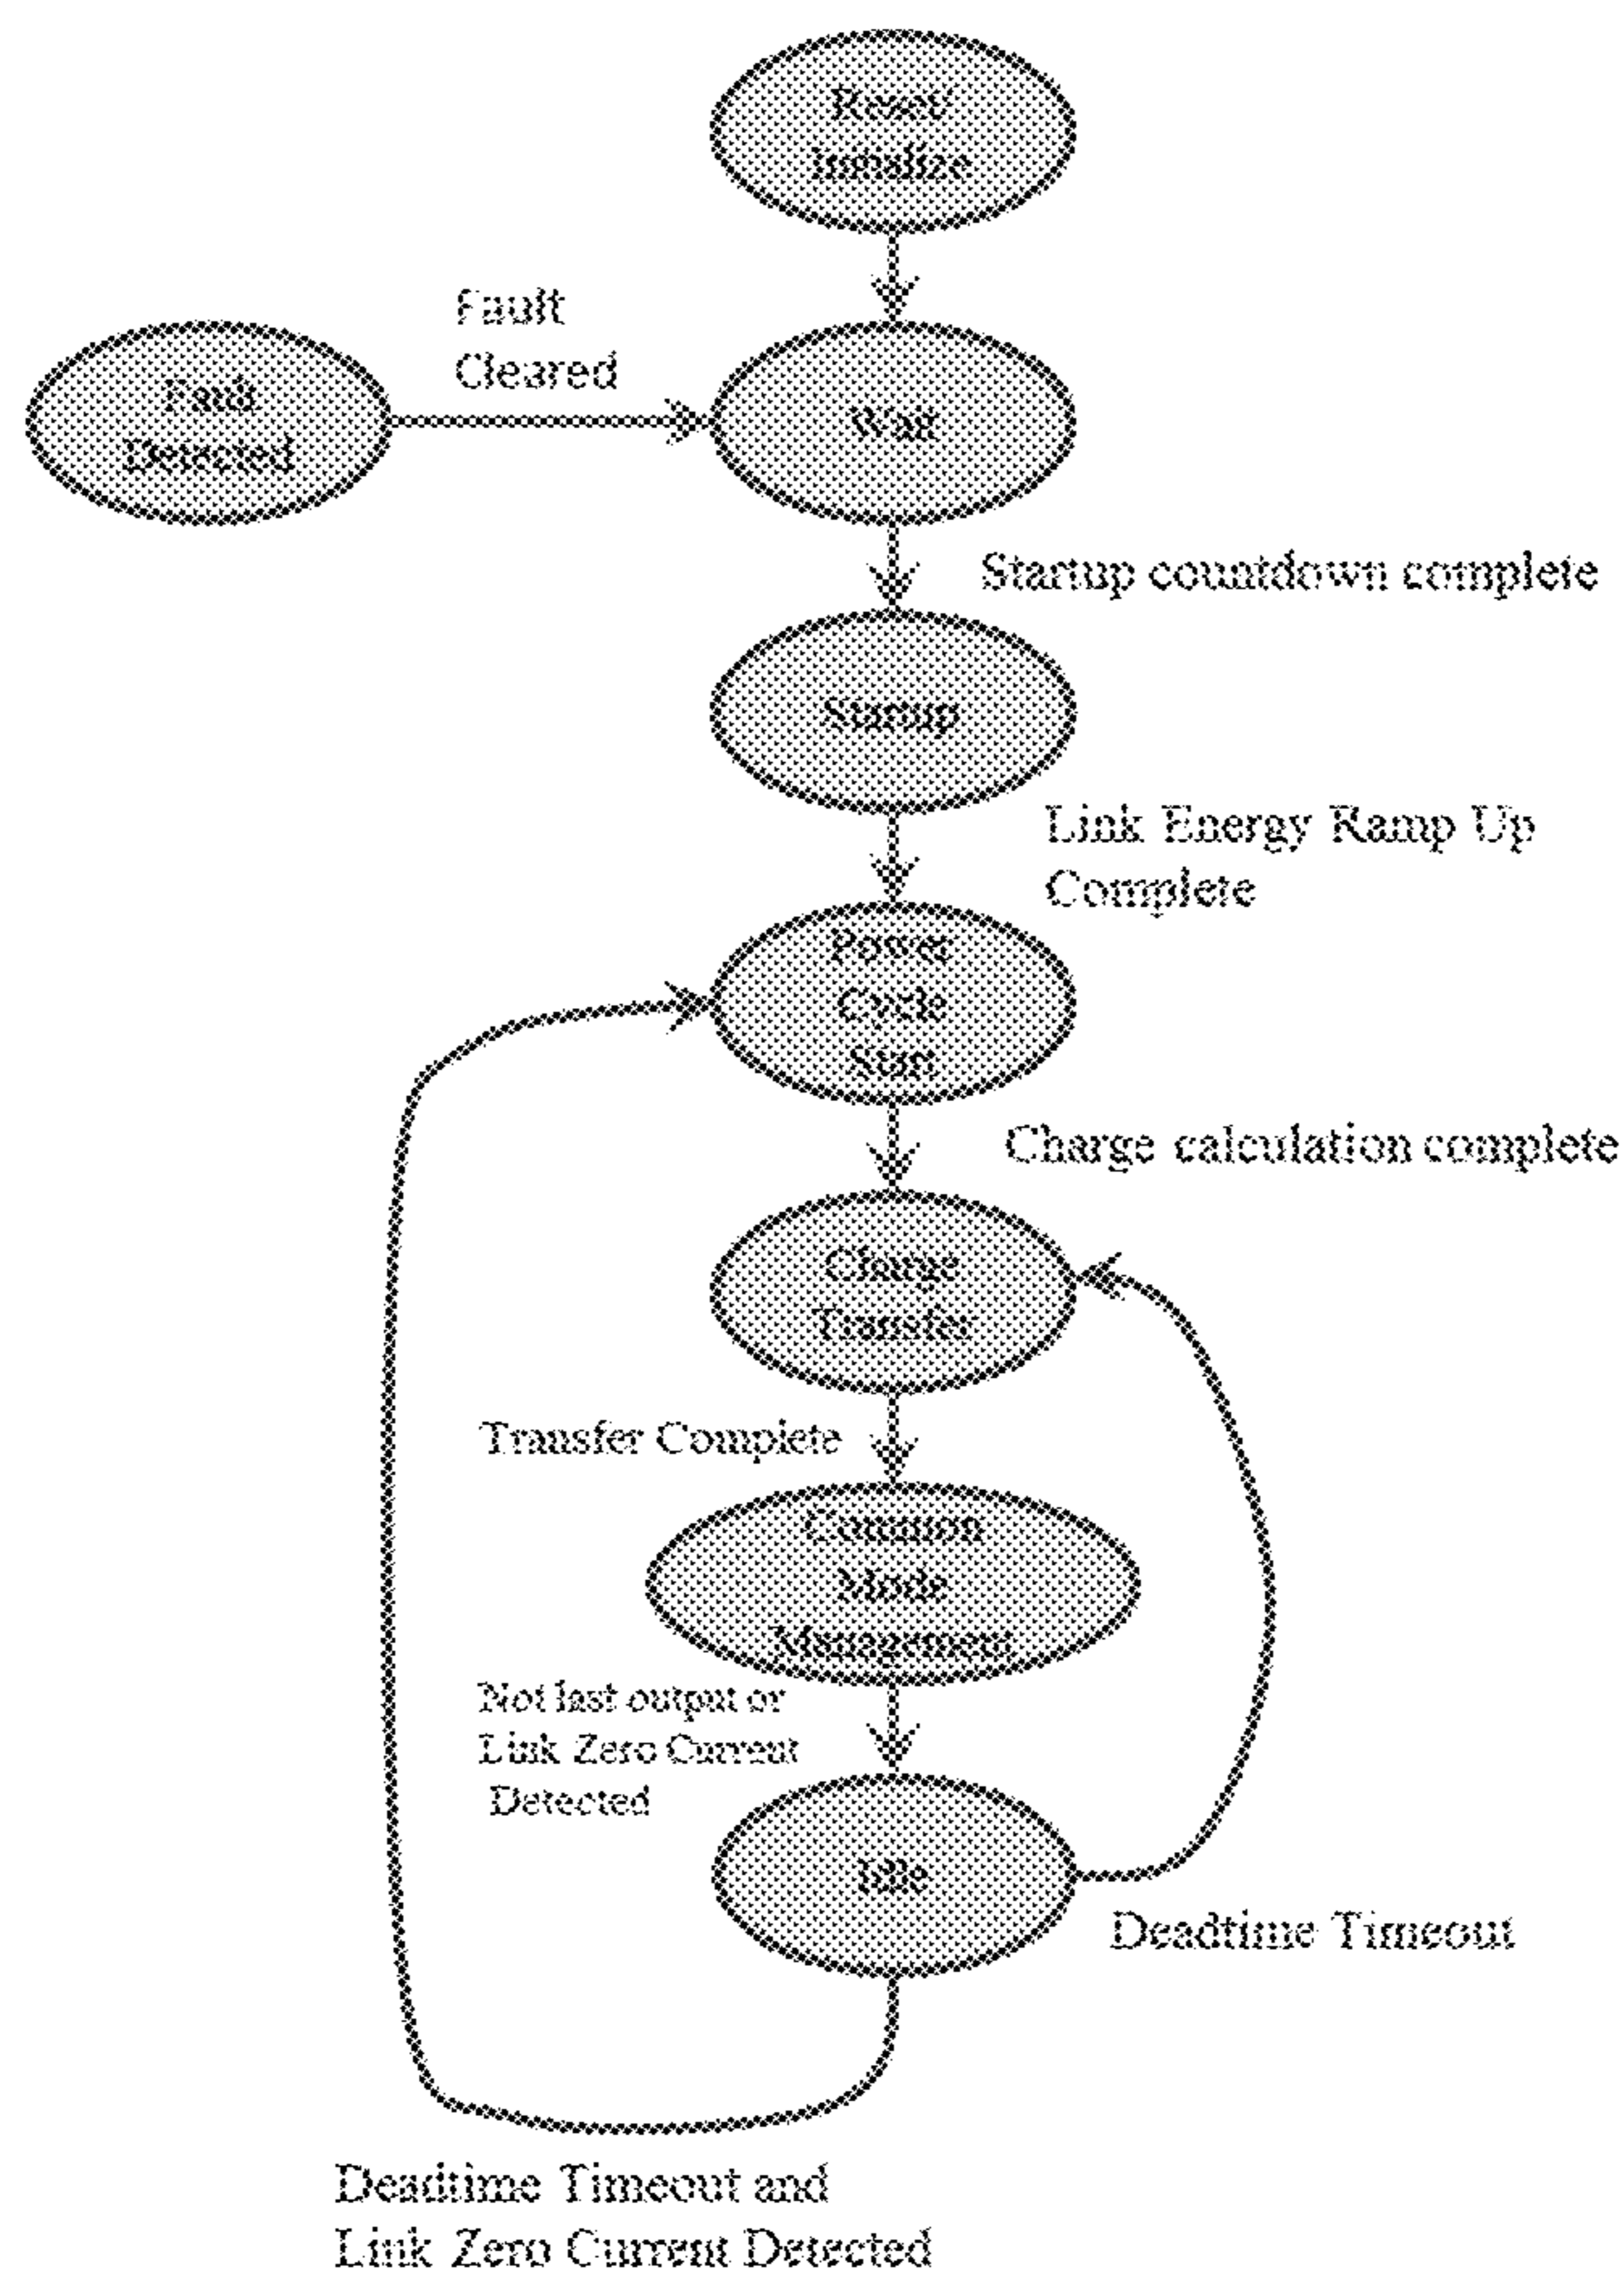 Reset/
Initialize
Fault
Cleared
Fault
Detected
Wait
Startup countdown complete
Startup
Link Energy Ramp Up
Complete
Power
Cycle
Start
Charge calculation complete
Charge
Transfer
Transfer Complete
Common
Mode
Management
Not last output or
Link Zero Current
Detected
Idle
Deadtime Timeout
Deadtime Timeout and
Link Zero Current Detected